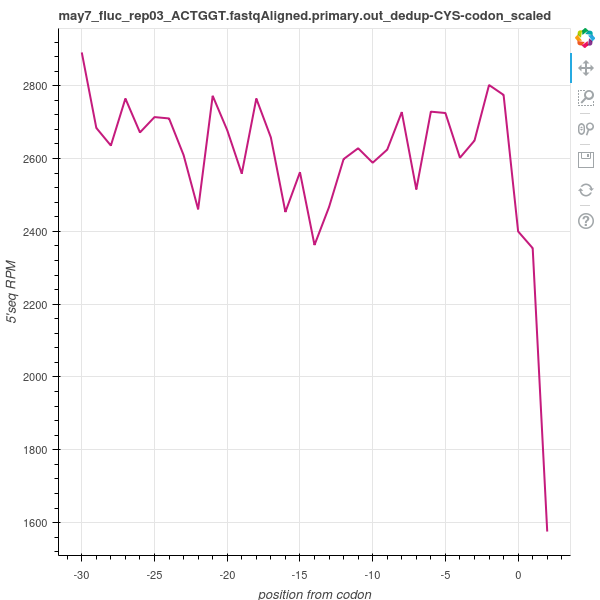 may7_fluc_rep03_ACTGGT.fastqAligned.primary.out_dedup-CYS-codon_scaled
2800
2600
2400
2200
2000
1800
1600
5'seq RPM
-30 -25 -20 -15 -10 -5 0
position from codon